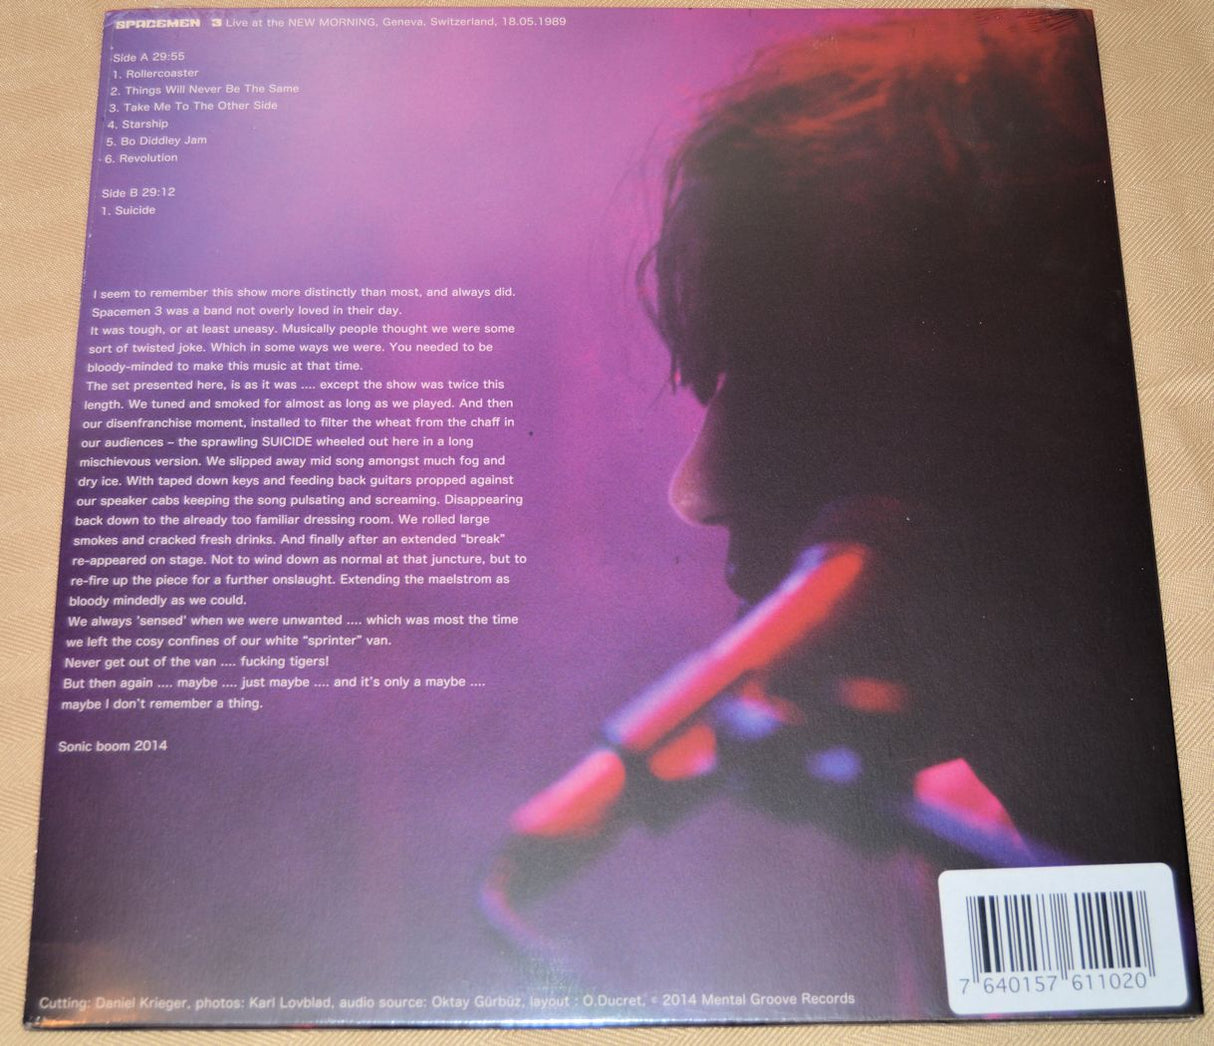 SPACEMEN 3 Live at the NEW MORNING, Geneva, Switzerland, 18.05.1989
Side A 29:55
1. Rollercoaster
2. Things Will Never Be The Same
3. Take Me To The Other Side
4. Starship
5. Bo Diddley Jam
6. Revolution
Side B 29:12
1. Suicide
I seem to remember this show more distinctly than most, and always did.
Spacemen 3 was a band not overly loved in their day.
It was tough, or at least uneasy. Musically people thought we were some
sort of twisted joke. Which in some ways we were. You needed to be
bloody-minded to make this music at that time.
The set presented here, is as it was .... except the show was twice this
length. We tuned and smoked for almost as long as we played. And then
our disenfranchise moment, installed to filter the wheat from the chaff in
our audiences – the sprawling SUICIDE wheeled out here in a long
mischievous version. We slipped away mid song amongst much fog and
dry ice. With taped down keys and feeding back guitars propped against
our speaker cabs keeping the song pulsating and screaming. Disappearing
back down to the already too familiar dressing room. We rolled large
smokes and cracked fresh drinks. And finally after an extended "break"
re-appeared on stage. Not to wind down as normal at that juncture, but to
re-fire up the piece for a further onslaught. Extending the maelstrom as
bloody mindedly as we could.
We always 'sensed' when we were unwanted .... which was most the time
we left the cosy confines of our white "sprinter" van.
Never get out of the van .... fucking tigers!
But then again .... maybe .... just maybe .... and it's only a maybe ....
maybe I don't remember a thing.
Sonic boom 2014
Cutting: Daniel Krieger, photos: Karl Lovblad, audio source: Oktay Gürbüz, layout : O.Ducret, © 2014 Mental Groove Records
7 640157 611020